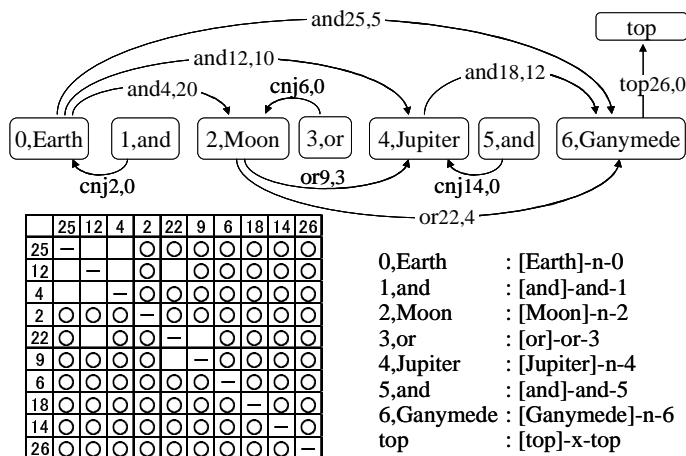 and25,5
top
and12,10
and18,12
and4,20
cnj6,0
top26,0
0,Earth 1,and 2,Moon 3,or 4,Jupiter 5,and 6,Ganymede
cnj2,0
or9,3
cnj14,0
or22,4
25 12 4 2 22 9 6 18 14 26
25 – ○ ○ ○ ○ ○ ○ ○
12 – ○ ○ ○ ○ ○ ○
4 – ○ ○ ○ ○ ○ ○ ○
2 ○ ○ ○ – ○ ○ ○ ○ ○ ○
22 ○ ○ ○ – ○ ○ ○ ○
9 ○ ○ ○ ○ – ○ ○ ○ ○
6 ○ ○ ○ ○ ○ ○ – ○ ○ ○
18 ○ ○ ○ ○ ○ ○ ○ – ○ ○
14 ○ ○ ○ ○ ○ ○ ○ ○ – ○
26 ○ ○ ○ ○ ○ ○ ○ ○ ○ –
0,Earth : [Earth]-n-0
1,and : [and]-and-1
2,Moon : [Moon]-n-2
3,or : [or]-or-3
4,Jupiter : [Jupiter]-n-4
5,and : [and]-and-5
6,Ganymede : [Ganymede]-n-6
top : [top]-x-top